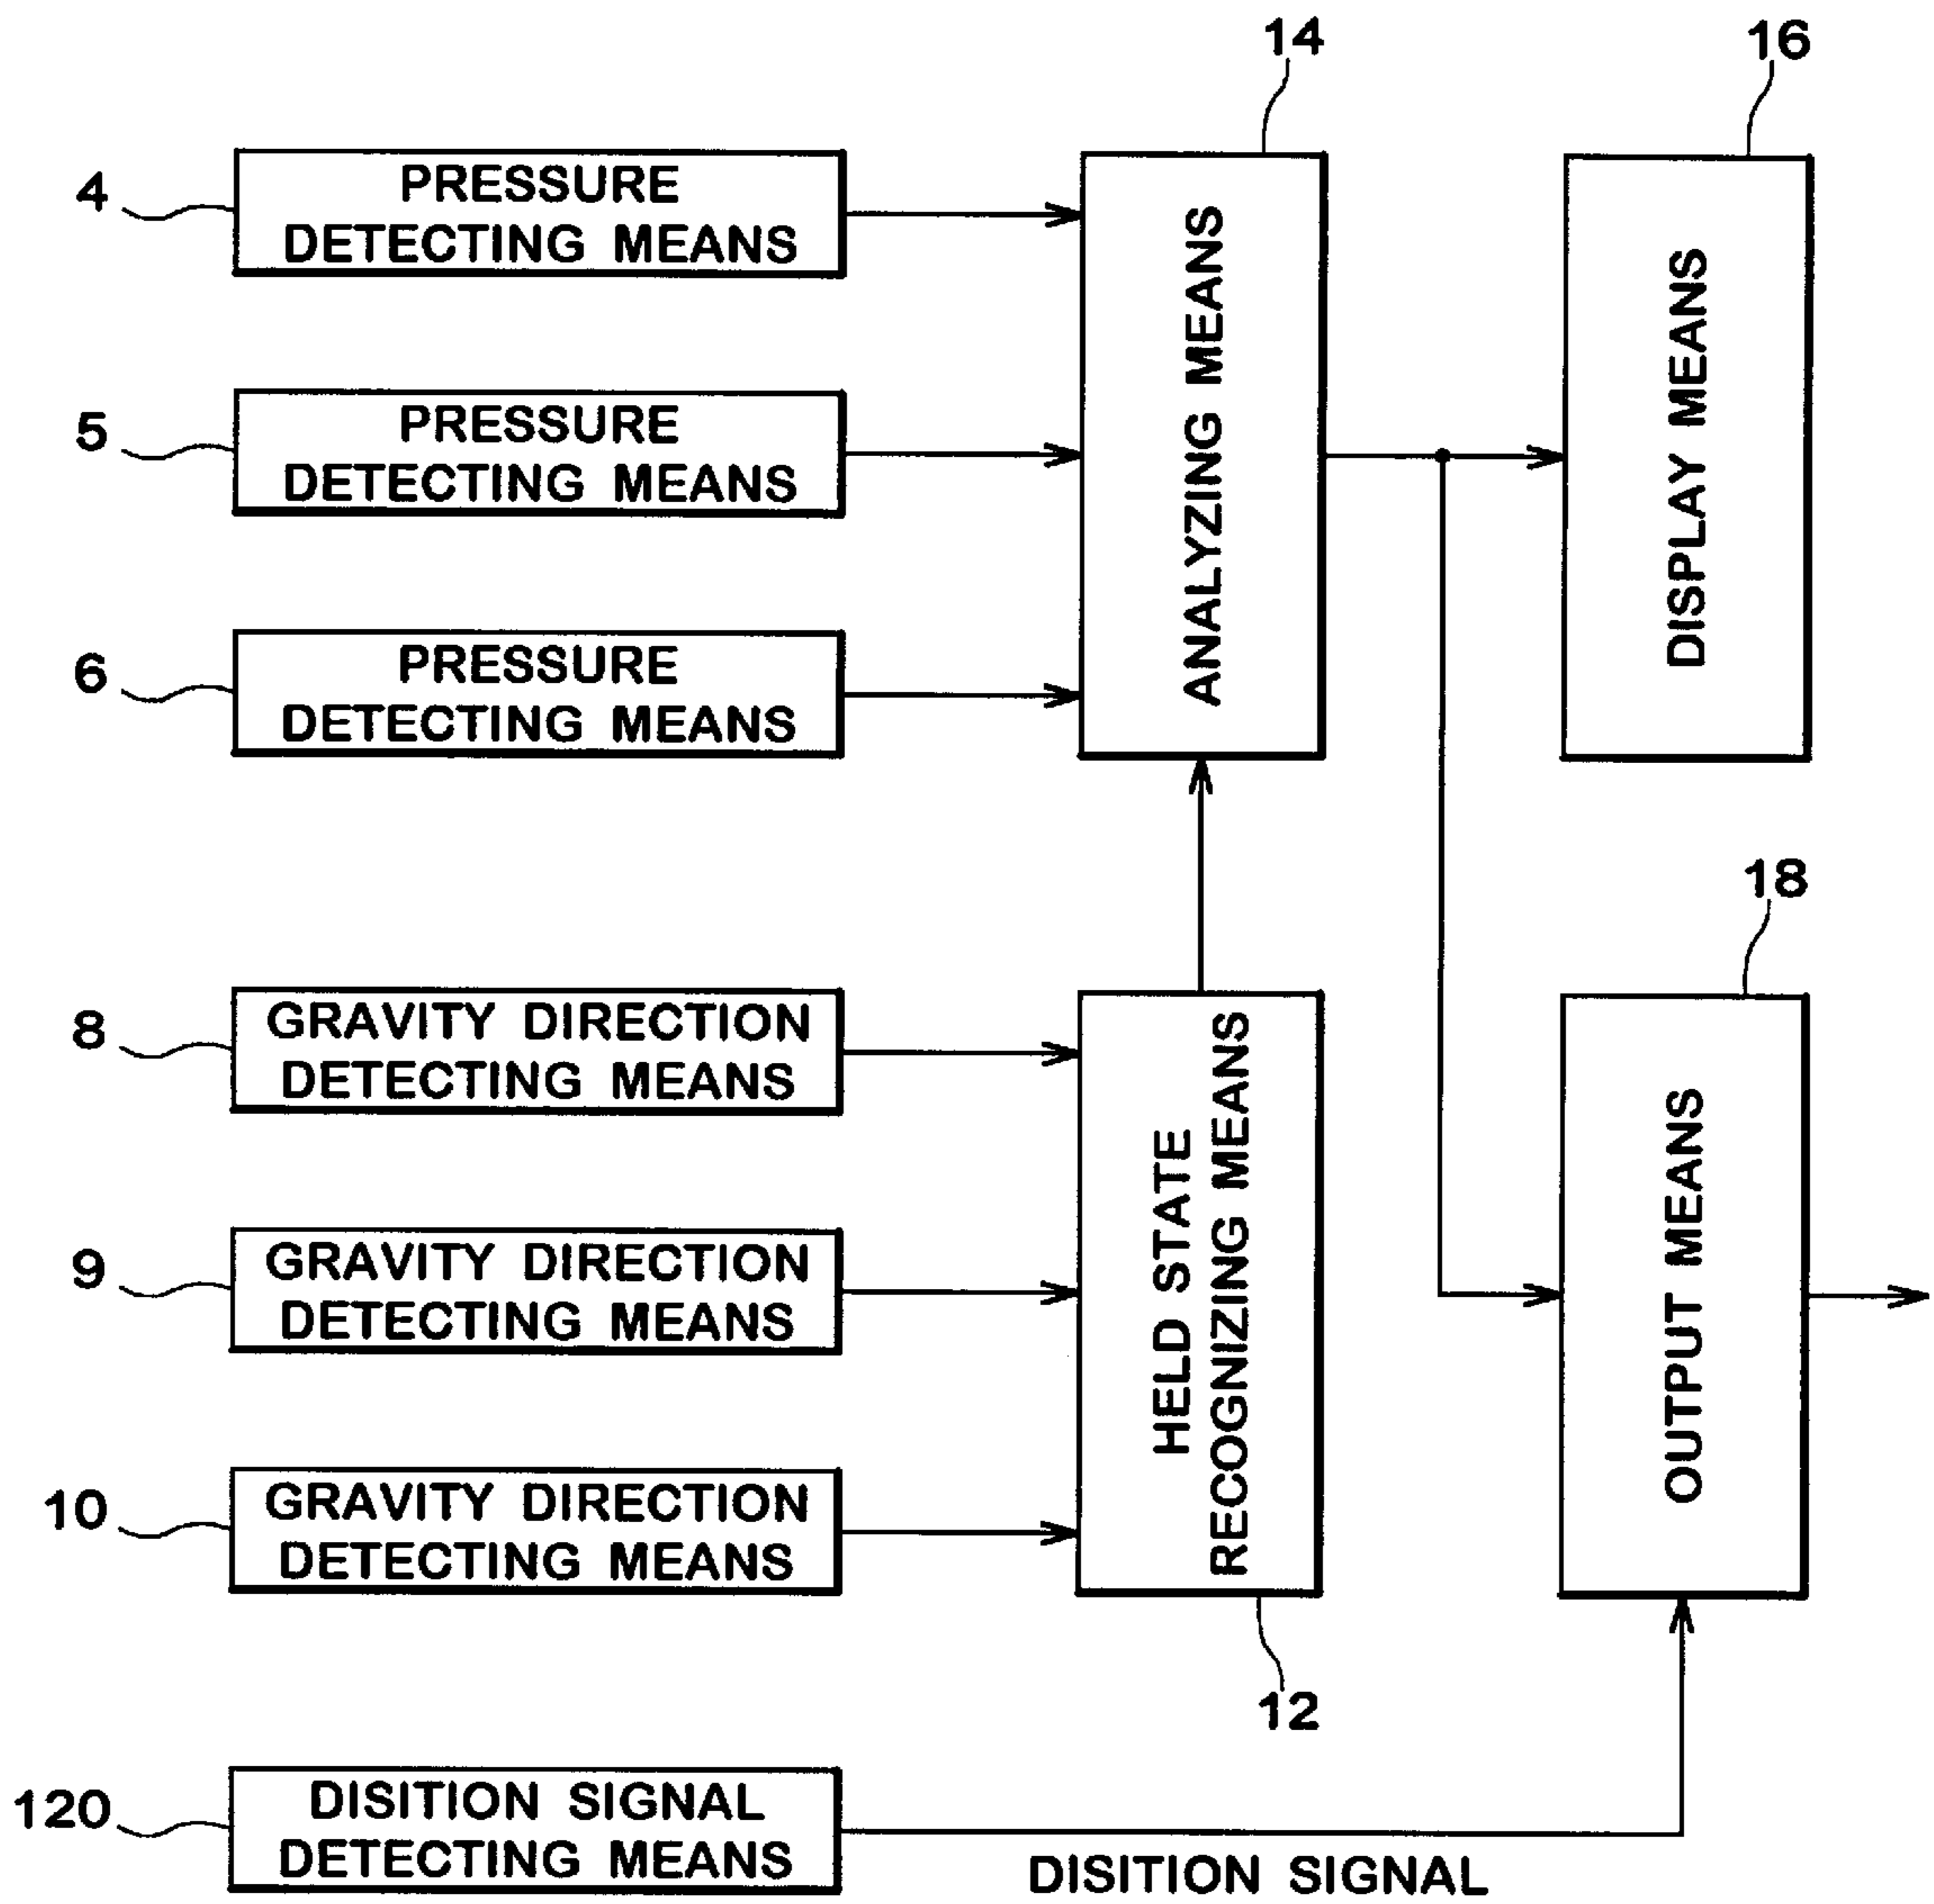 14
16
4
PRESSURE
DETECTING MEANS
5
PRESSURE
DETECTING MEANS
6
PRESSURE
DETECTING MEANS
ANALYZING MEANS
DISPLAY MEANS
18
8
GRAVITY DIRECTION
DETECTING MEANS
9
GRAVITY DIRECTION
DETECTING MEANS
10
GRAVITY DIRECTION
DETECTING MEANS
HELD STATE
RECOGNIZING MEANS
OUTPUT MEANS
12
120
DISITION SIGNAL
DETECTING MEANS
DISITION SIGNAL